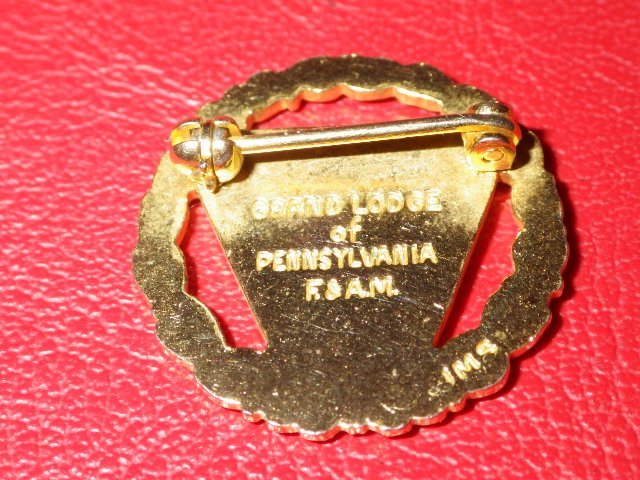 GRAND LODGE
of
PENNSYLVANIA
F. & A.M.
IMS